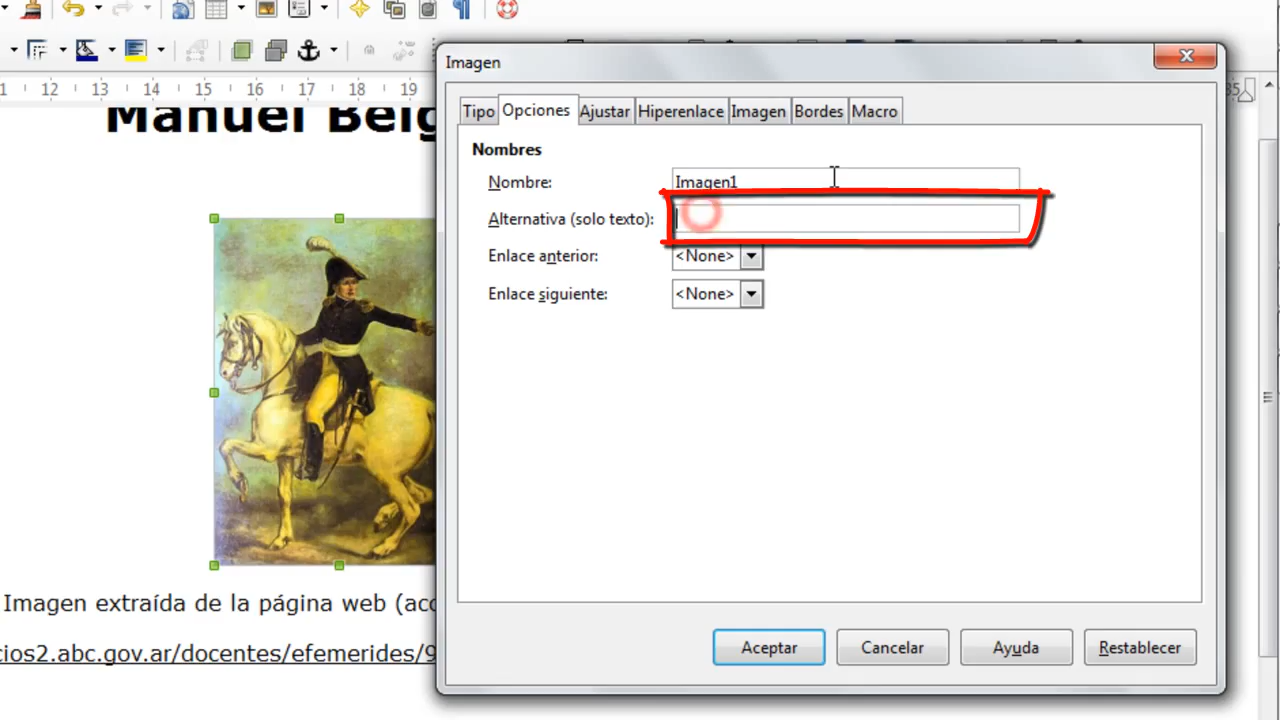 11 12 13 14 15 16 17 18 19
Manuel Belg
Imagen
Tipo Opciones Ajustar Hiperenlace Imagen Bordes Macro
Nombres
Nombre: Imagen1
Alternativa (solo texto):
Enlace anterior: <None>
Enlace siguiente: <None>
Imagen extraída de la página web (acc
cios2.abc.gov.ar/docentes/efemerides/9
Aceptar Cancelar Ayuda Restablecer